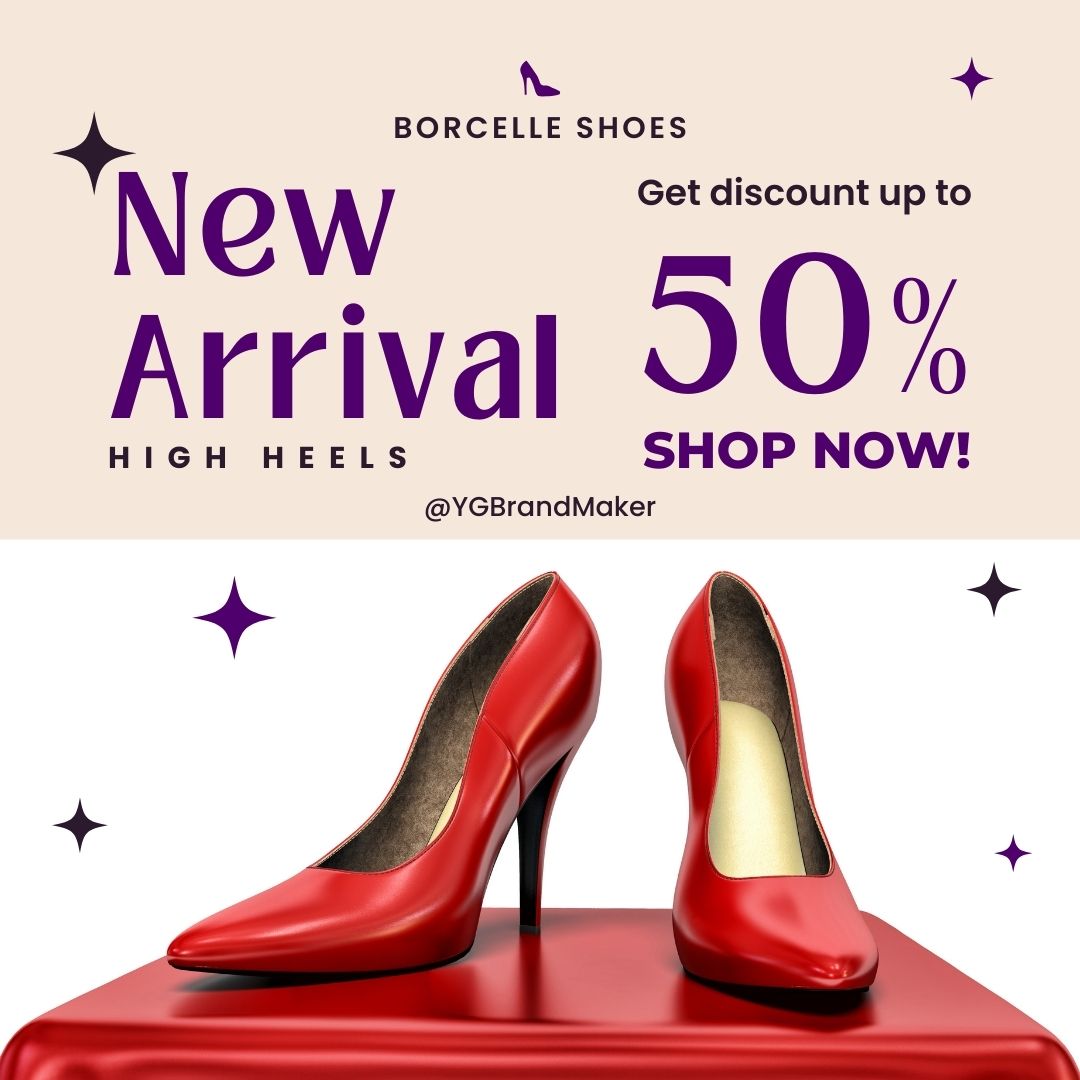 BORCELLE SHOES
New
Arrival
HIGH HEELS
Get discount up to
50%
SHOP NOW!
@YGBrandMaker